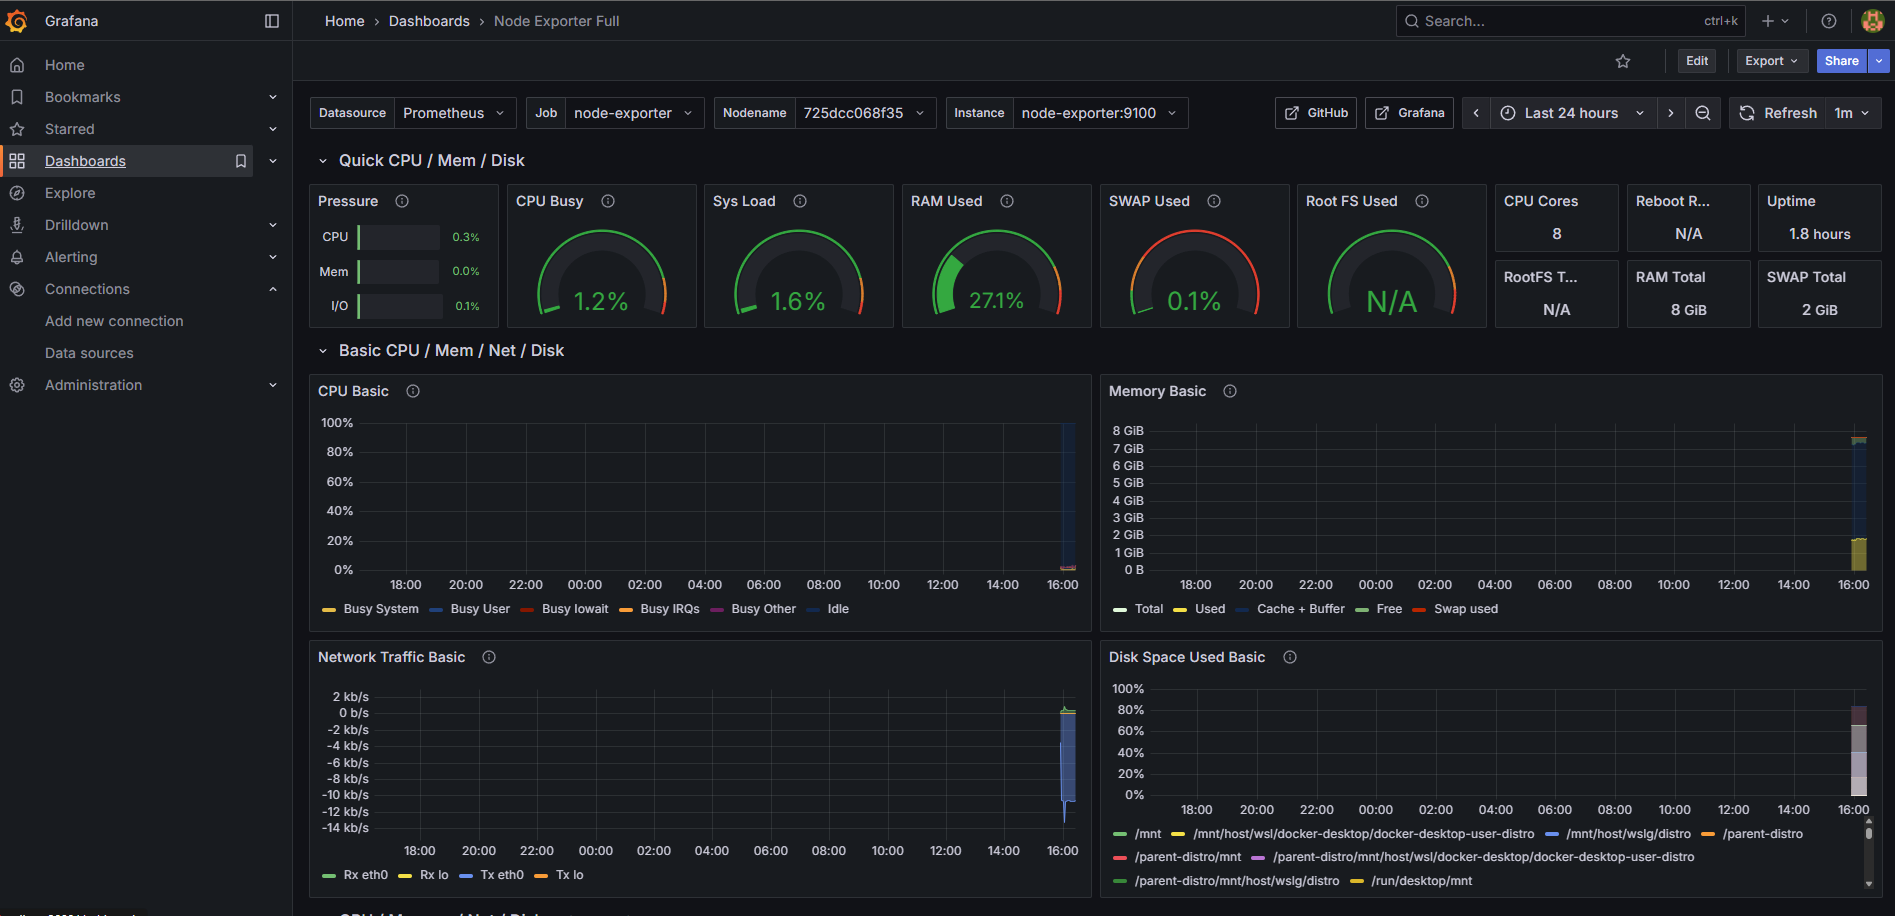 Grafana
Home › Dashboards › Node Exporter Full
Search... ctrl+k
Home
Bookmarks
Starred
Dashboards
Explore
Drilldown
Alerting
Connections
Add new connection
Data sources
Administration
Edit Export Share
Datasource Prometheus Job node-exporter Nodename 725dcc068f35 Instance node-exporter:9100 GitHub Grafana Last 24 hours Refresh 1m
Quick CPU / Mem / Disk
Pressure
CPU 0.3%
Mem 0.0%
I/O 0.1%
CPU Busy
1.2%
Sys Load
1.6%
RAM Used
27.1%
SWAP Used
0.1%
Root FS Used
N/A
CPU Cores
8
Reboot R...
N/A
Uptime
1.8 hours
RootFS T...
N/A
RAM Total
8 GiB
SWAP Total
2 GiB
Basic CPU / Mem / Net / Disk
CPU Basic
100%
80%
60%
40%
20%
0%
18:00 20:00 22:00 00:00 02:00 04:00 06:00 08:00 10:00 12:00 14:00 16:00
Busy System Busy User Busy Iowait Busy IRQs Busy Other Idle
Memory Basic
8 GiB
7 GiB
6 GiB
5 GiB
4 GiB
3 GiB
2 GiB
1 GiB
0 B
18:00 20:00 22:00 00:00 02:00 04:00 06:00 08:00 10:00 12:00 14:00 16:00
Total Used Cache + Buffer Free Swap used
Network Traffic Basic
2 kb/s
0 b/s
-2 kb/s
-4 kb/s
-6 kb/s
-8 kb/s
-10 kb/s
-12 kb/s
-14 kb/s
18:00 20:00 22:00 00:00 02:00 04:00 06:00 08:00 10:00 12:00 14:00 16:00
Rx eth0 Rx lo Tx eth0 Tx lo
Disk Space Used Basic
100%
80%
60%
40%
20%
0%
18:00 20:00 22:00 00:00 02:00 04:00 06:00 08:00 10:00 12:00 14:00 16:00
/mnt /mnt/host/wsl/docker-desktop/docker-desktop-user-distro /mnt/host/wslg/distro /parent-distro
/parent-distro/mnt /parent-distro/mnt/host/wsl/docker-desktop/docker-desktop-user-distro
/parent-distro/mnt/host/wslg/distro /run/desktop/mnt